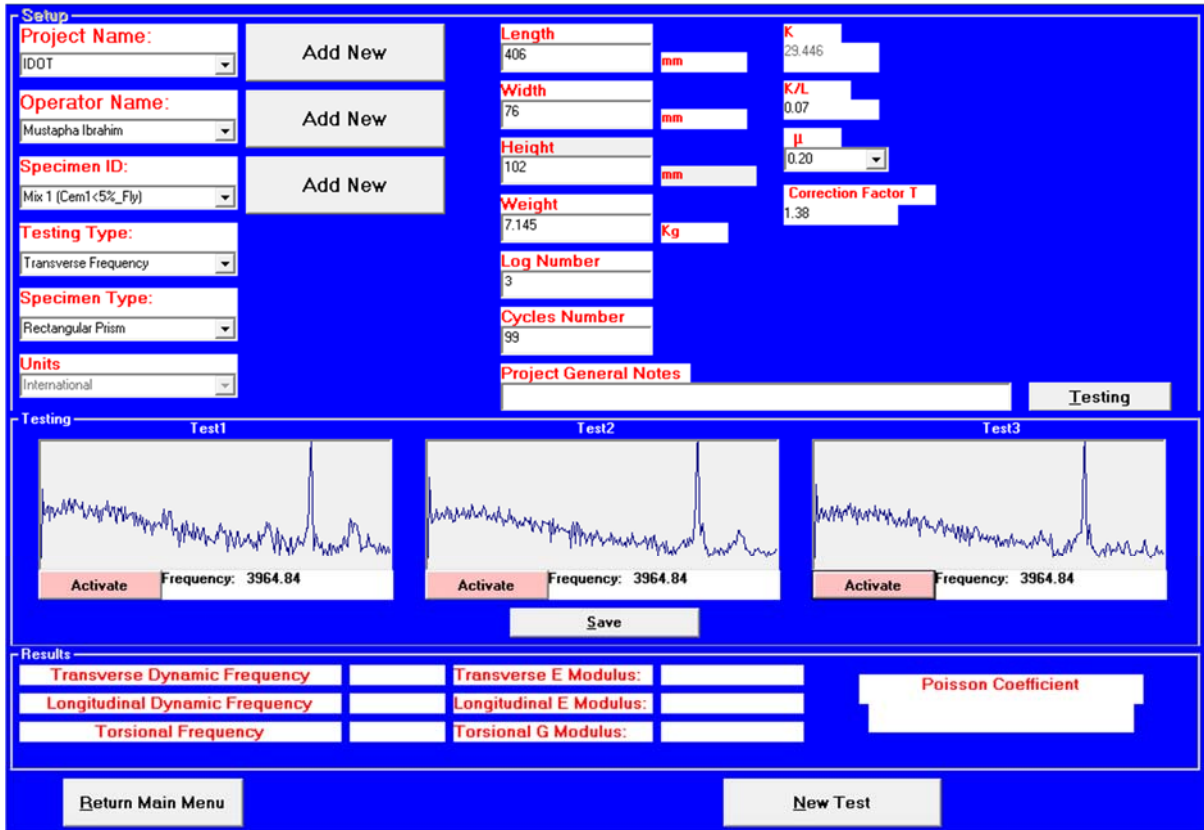 Setup
Project Name:
IDOT
Add New
Operator Name:
Mustapha Ibrahim
Add New
Specimen ID:
Mix 1 (Cem1<5%_Fly)
Add New
Testing Type:
Transverse Frequency
Specimen Type:
Rectangular Prism
Units
International
Length
406
mm
Width
76
mm
Height
102
mm
Weight
7.145
Kg
Log Number
3
Cycles Number
99
Project General Notes
K
29.446
K/L
0.07
µ
0.20
Correction Factor T
1.38
Testing
Testing
Test1
Test2
Test3
Activate Frequency: 3964.84
Activate Frequency: 3964.84
Activate Frequency: 3964.84
Save
Results
Transverse Dynamic Frequency
Transverse E Modulus:
Longitudinal Dynamic Frequency
Longitudinal E Modulus:
Torsional Frequency
Torsional G Modulus:
Poisson Coefficient
Return Main Menu
New Test